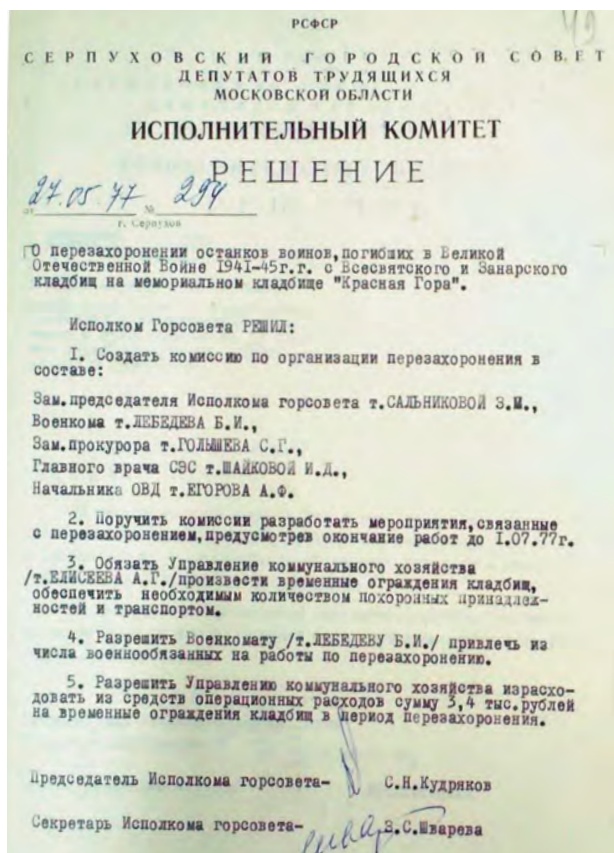 РСФСР
49
СЕРПУХОВСКИЙ ГОРОДСКОЙ СОВЕТ
ДЕПУТАТОВ ТРУДЯЩИХСЯ
МОСКОВСКОЙ ОБЛАСТИ
ИСПОЛНИТЕЛЬНЫЙ КОМИТЕТ
РЕШЕНИЕ
от 27.05.77 № 294
г. Серпухов
О перезахоронении останков воинов,погибших в Великой
Отечественной Войне 1941-45г.г. с Всесвятского и Занарского
кладбищ на мемориальном кладбище "Красная Гора".
Исполком Горсовета РЕШИЛ:
I. Создать комиссию по организации перезахоронения в
составе:
Зам.председателя Исполкома горсовета т.САЛЬНИКОВОЙ З.М.,
Военкома т.ЛЕБЕДЕВА Б.И.,
Зам.прокурора т.ГОЛЫШЕВА С.Г.,
Главного врача СЭС т.ШАЙКОВОЙ И.Д.,
Начальника ОВД т.ЕГОРОВА А.Ф.
2. Поручить комиссии разработать мероприятия,связанные
с перезахоронением,предусмотрев окончание работ до I.07.77г.
3. Обязать Управление коммунального хозяйства
/т.ЕЛИСЕЕВА А.Г./произвести временные ограждения кладбищ,
обеспечить необходимым количеством похоронных принадлеж-
ностей и транспортом.
4. Разрешить Военкомату /т.ЛЕБЕДЕВУ Б.И./ привлечь из
числа военнообязанных на работы по перезахоронению.
5. Разрешить Управлению коммунального хозяйства израсхо-
довать из средств операционных расходов сумму 3,4 тыс.рублей
на временные ограждения кладбищ в период перезахоронения.
Председатель Исполкома горсовета- С.Н.Кудряков
Секретарь Исполкома горсовета- З.С.Шварева